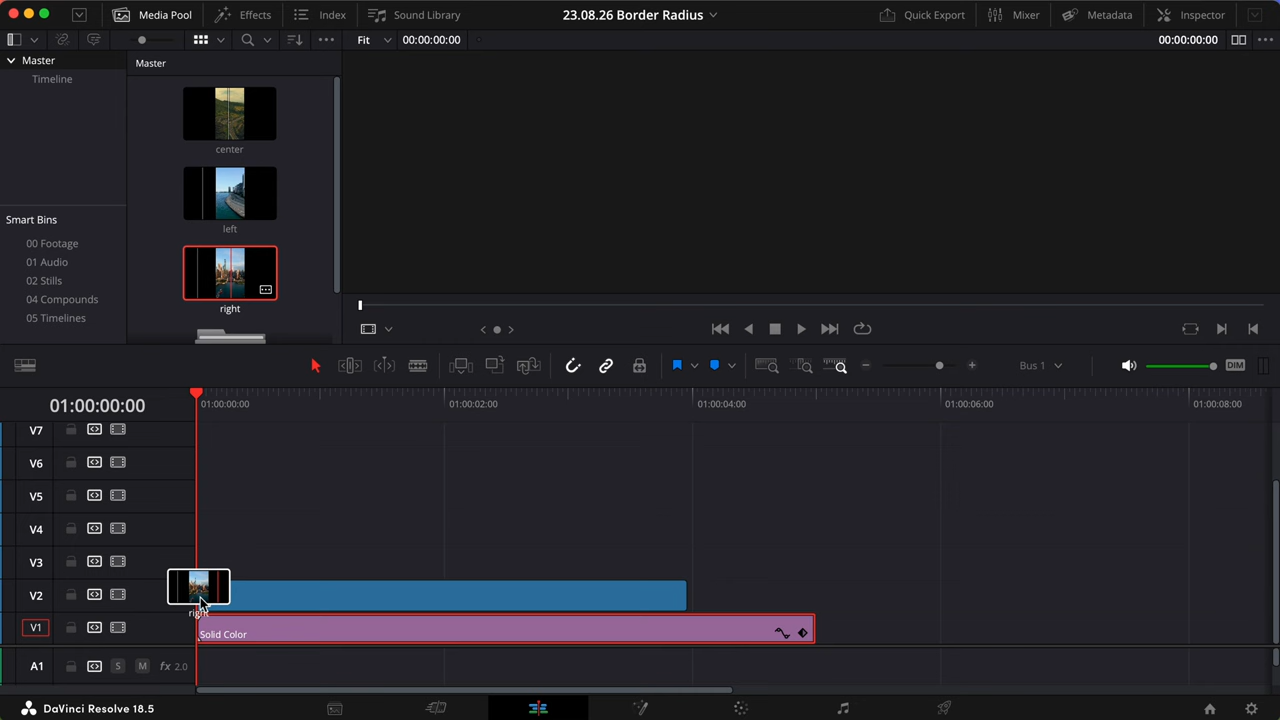 Media Pool Effects Index Sound Library 23.08.26 Border Radius Quick Export Mixer Metadata Inspector
Fit 00:00:00:00 00:00:00:00
Master
Timeline
Master
center
left
right
Smart Bins
00 Footage
01 Audio
02 Stills
04 Compounds
05 Timelines
Bus 1 DIM
01:00:00:00
01:00:00:00 01:00:02:00 01:00:04:00 01:00:06:00 01:00:08:00
V7
V6
V5
V4
V3
V2
right
V1
Solid Color
A1 S M fx 2.0
DaVinci Resolve 18.5